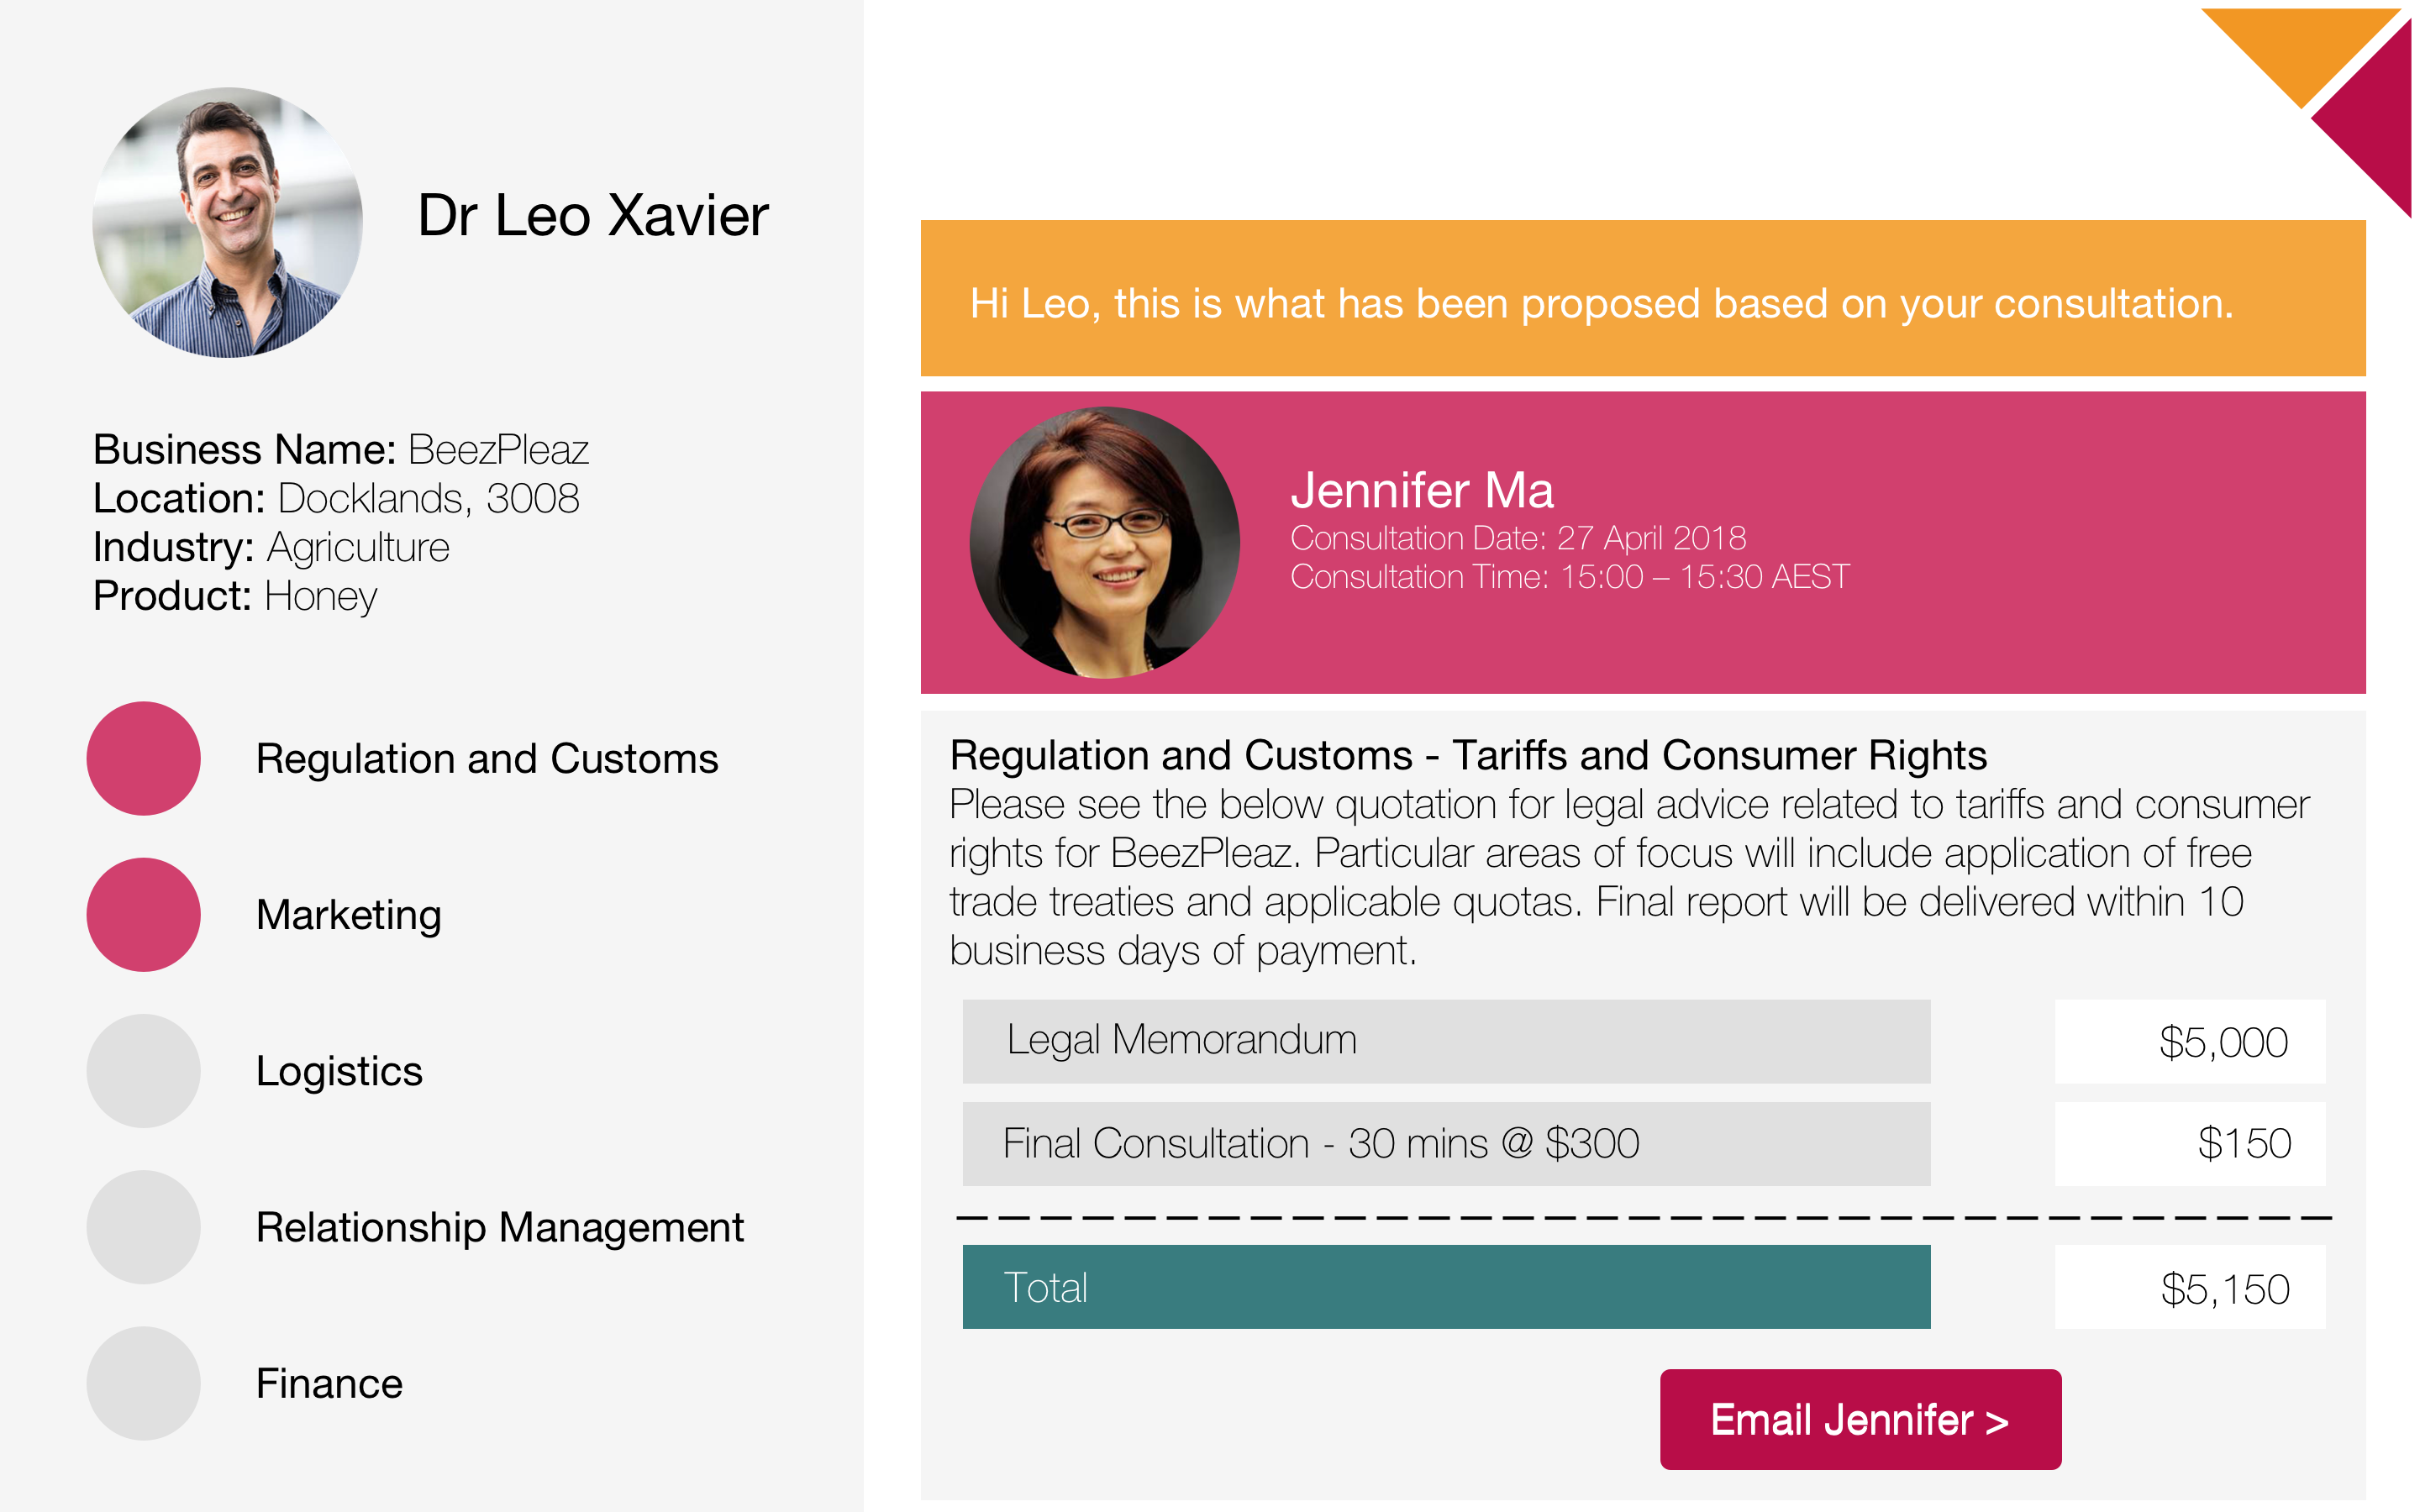 Dr Leo Xavier
Business Name: BeezPleaz
Location: Docklands, 3008
Industry: Agriculture
Product: Honey
Regulation and Customs
Marketing
Logistics
Relationship Management
Finance
Hi Leo, this is what has been proposed based on your consultation.
Jennifer Ma
Consultation Date: 27 April 2018
Consultation Time: 15:00 – 15:30 AEST
Regulation and Customs - Tariffs and Consumer Rights
Please see the below quotation for legal advice related to tariffs and consumer
rights for BeezPleaz. Particular areas of focus will include application of free
trade treaties and applicable quotas. Final report will be delivered within 10
business days of payment.
Legal Memorandum $5,000
Final Consultation - 30 mins @ $300 $150
Total $5,150
Email Jennifer >